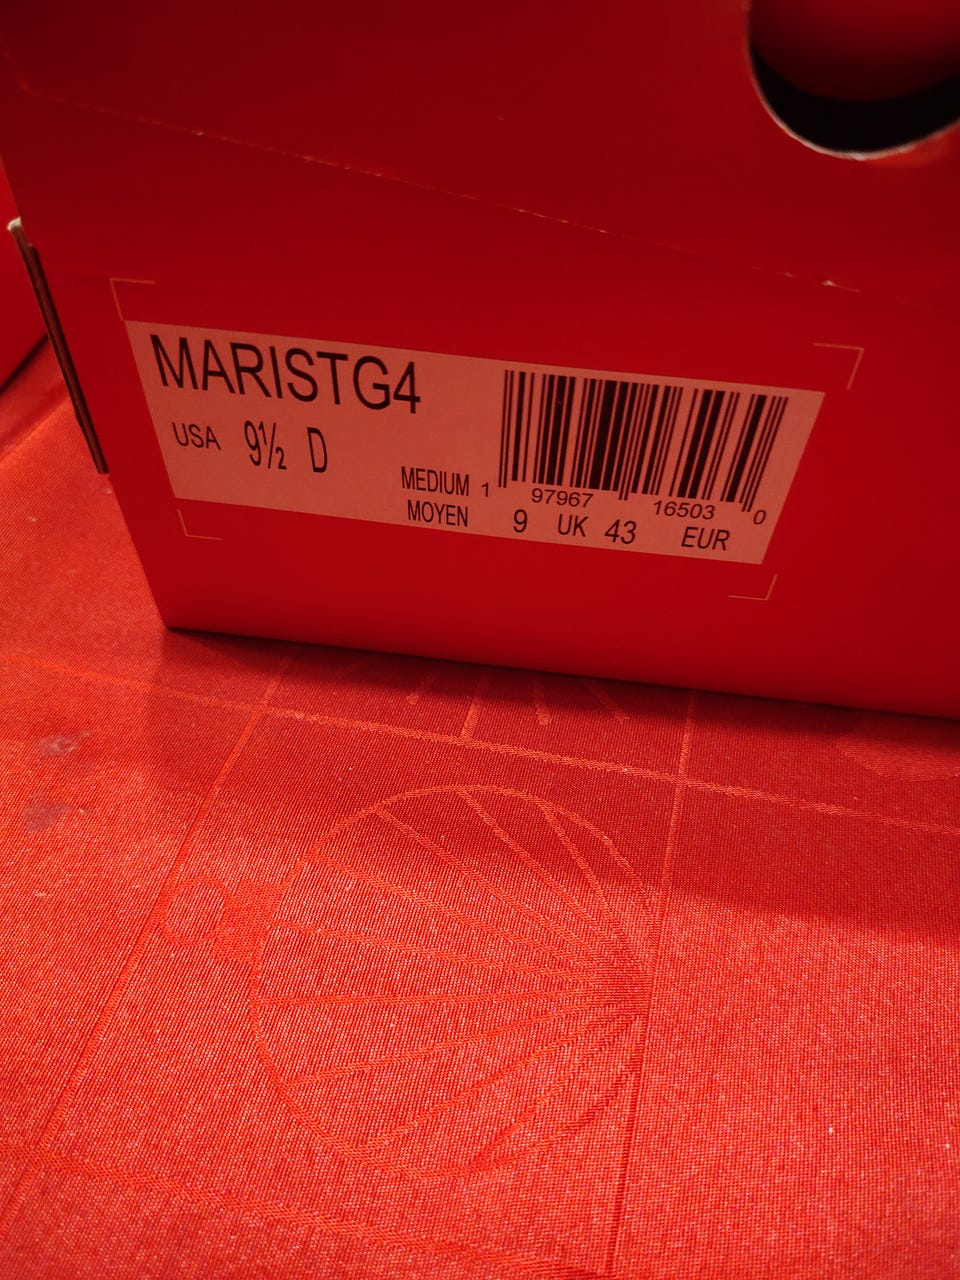 MARISTG4
USA 9½ D
MEDIUM
MOYEN
1 97967 16503 0
9 UK 43 EUR